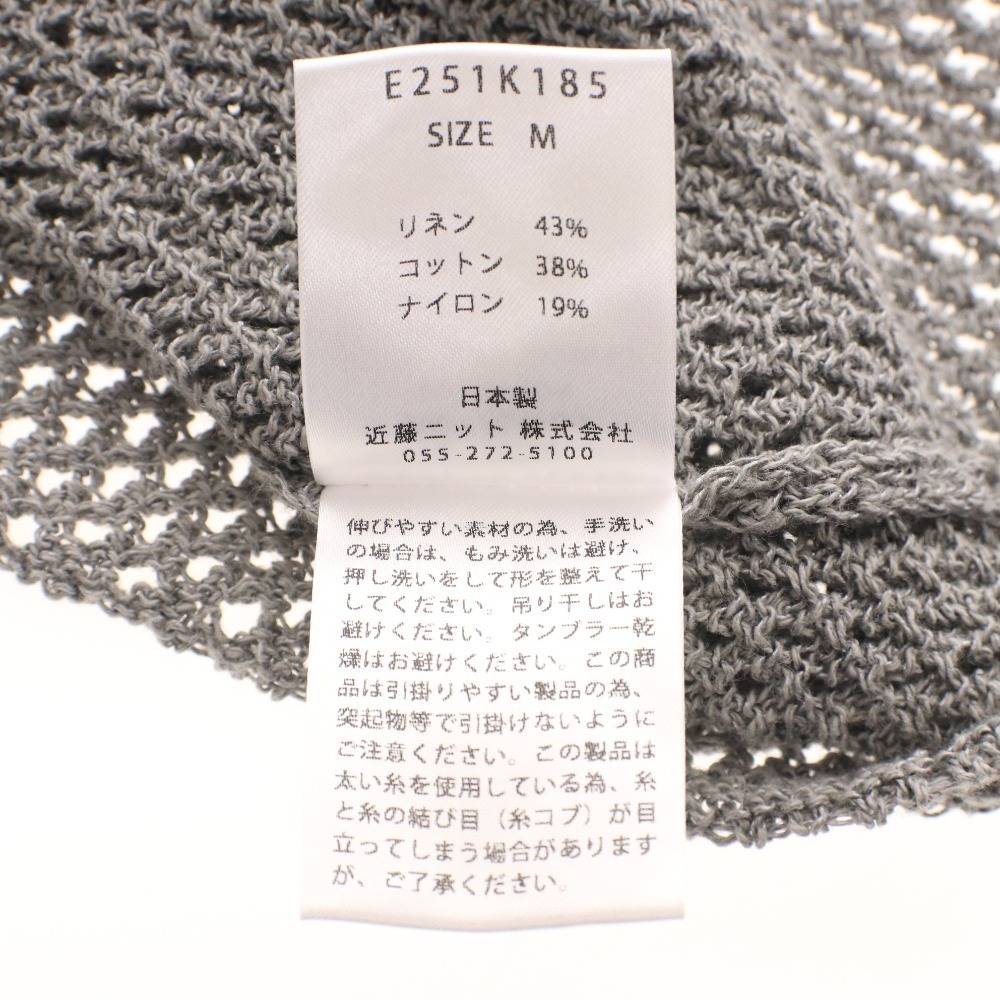 E251K185
SIZE M
リネン 43%
コットン 38%
ナイロン 19%
日本製
近藤ニット 株式会社
055-272-5100
伸びやすい素材の為、手洗い
の場合は、もみ洗いは避け、
押し洗いをして形を整えて干
してください。吊り干しはお
避けください。タンブラー乾
燥はお避けください。この商
品は引掛りやすい製品の為、
突起物等で引掛けないように
ご注意ください。この製品は
太い糸を使用している為、糸
と糸の結び目（糸コブ）が目
立ってしまう場合があります
が、ご了承ください。